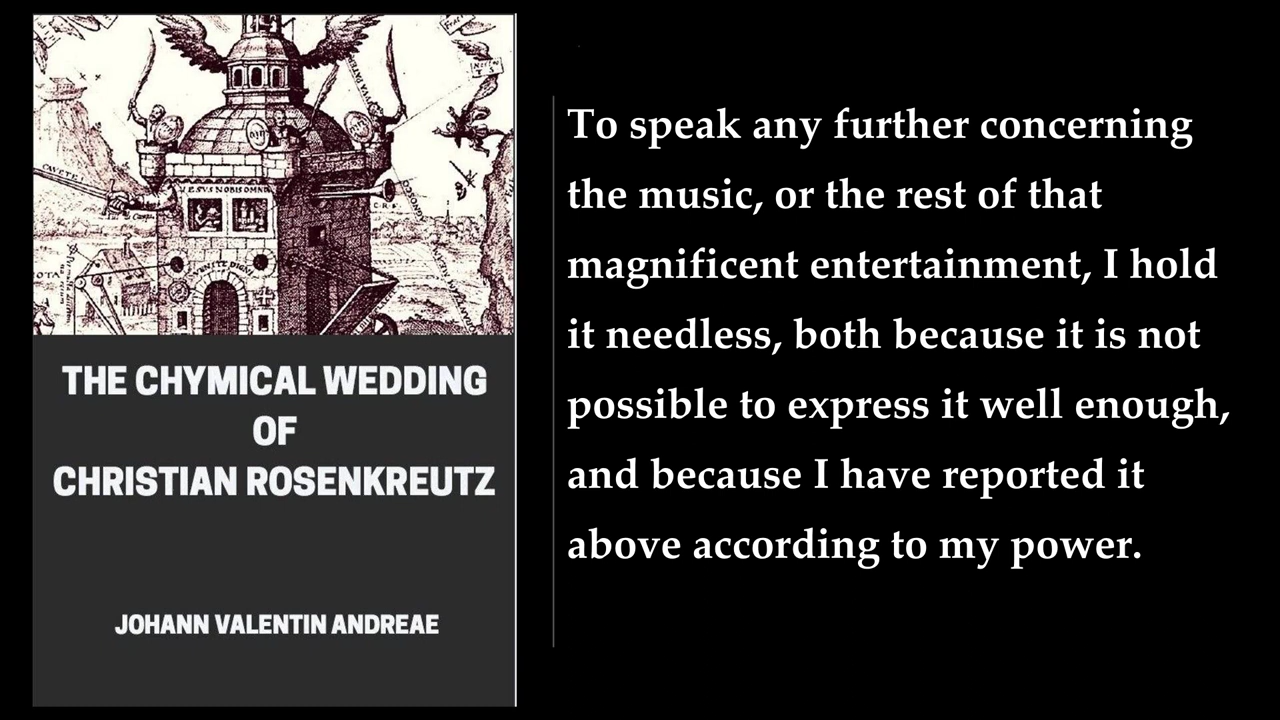 THE CHYMICAL WEDDING
OF
CHRISTIAN ROSENKREUTZ
JOHANN VALENTIN ANDREAE
To speak any further concerning
the music, or the rest of that
magnificent entertainment, I hold
it needless, both because it is not
possible to express it well enough,
and because I have reported it
above according to my power.